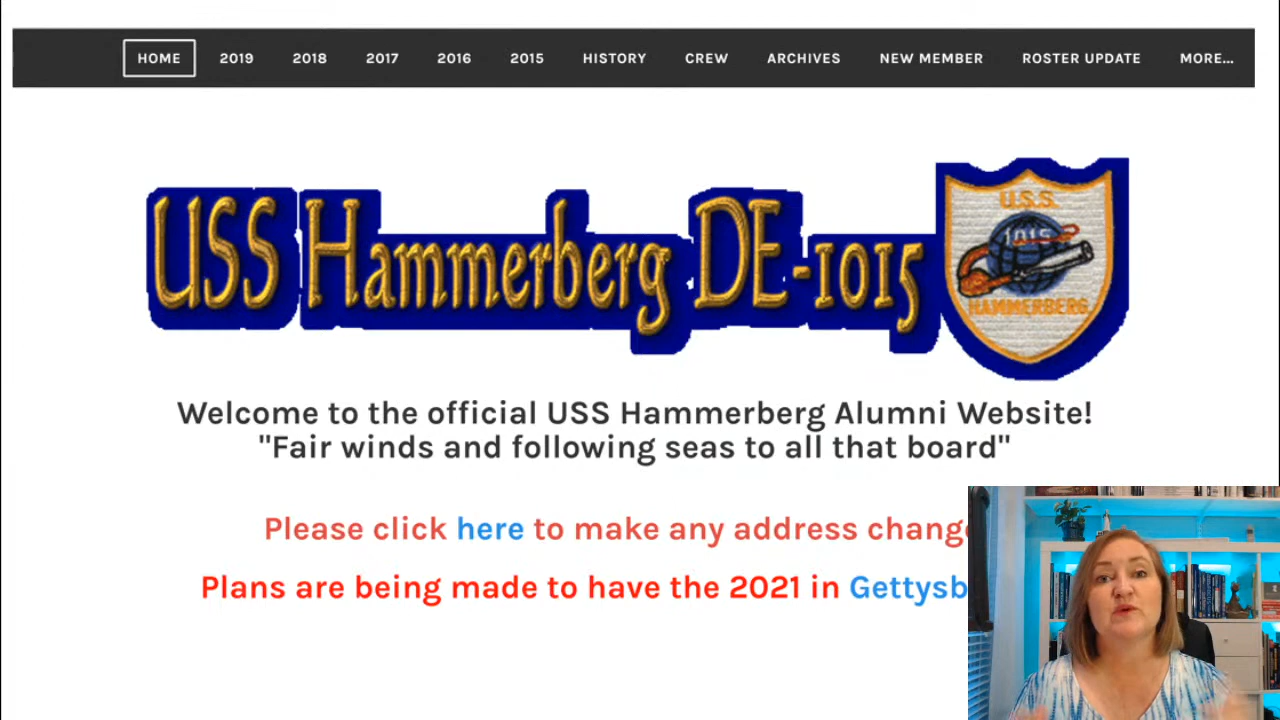 HOME 2019 2018 2017 2016 2015 HISTORY CREW ARCHIVES NEW MEMBER ROSTER UPDATE MORE...
USS Hammerberg DE-1015
U.S.S.
1015
HAMMERBERG
Welcome to the official USS Hammerberg Alumni Website!
"Fair winds and following seas to all that board"
Please click here to make any address
Plans are being made to have the 2021 in